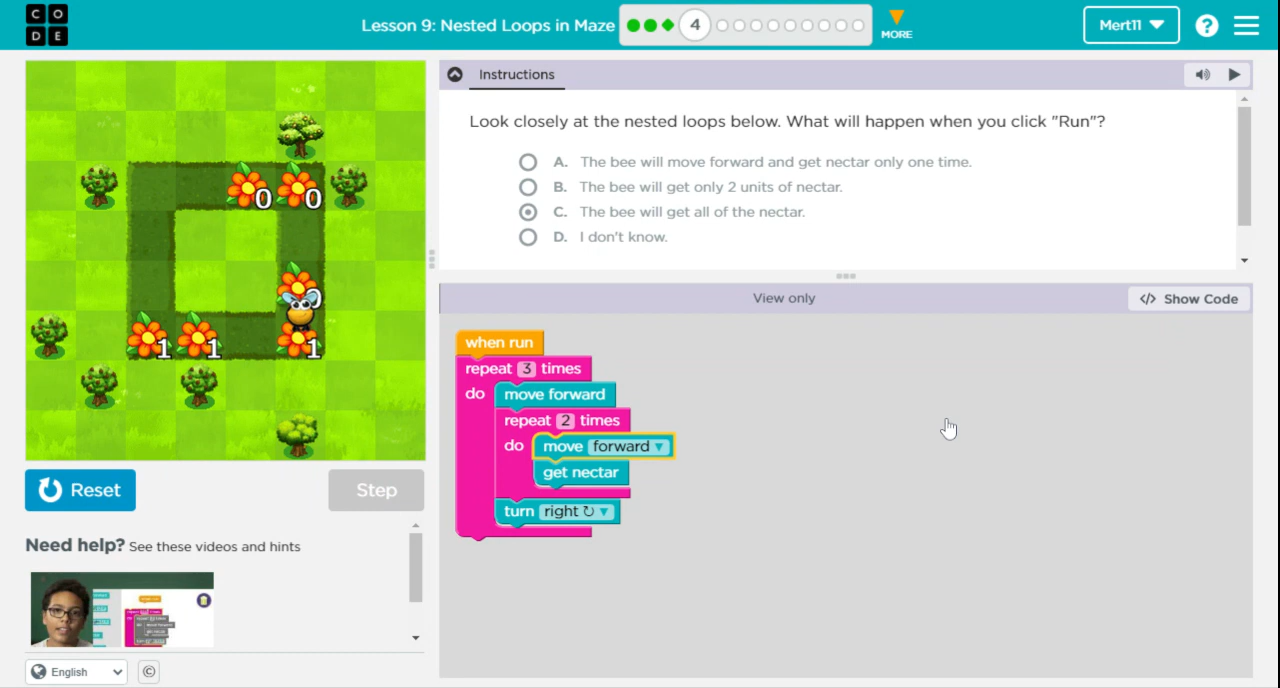 C O
D E
Lesson 9: Nested Loops in Maze
4
MORE
Mert11
?
Instructions
Look closely at the nested loops below. What will happen when you click "Run"?
A. The bee will move forward and get nectar only one time.
B. The bee will get only 2 units of nectar.
C. The bee will get all of the nectar.
D. I don't know.
0 0
1 1 1
View only
</> Show Code
when run
repeat 3 times
do move forward
repeat 2 times
do move forward
get nectar
turn right ↻
Reset
Step
Need help? See these videos and hints
English
©